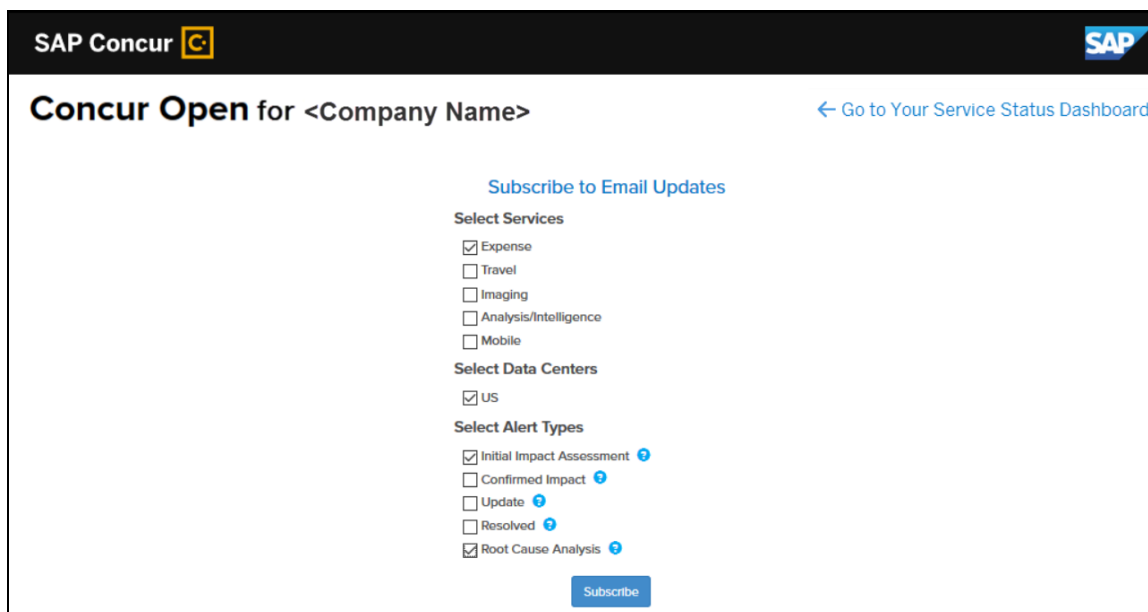 SAP Concur C.
SAP
Concur Open for <Company Name>
← Go to Your Service Status Dashboard
Subscribe to Email Updates
Select Services
Expense
Travel
Imaging
Analysis/Intelligence
Mobile
Select Data Centers
US
Select Alert Types
Initial Impact Assessment ?
Confirmed Impact ?
Update ?
Resolved ?
Root Cause Analysis ?
Subscribe